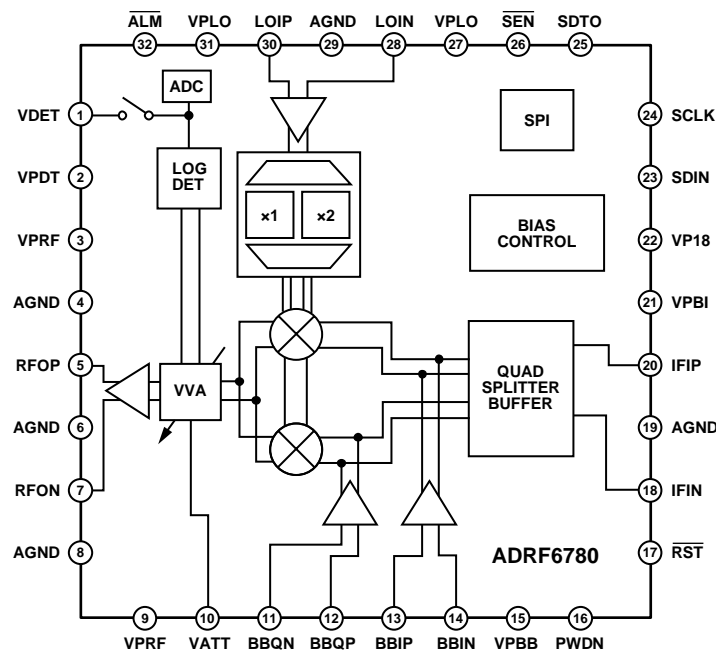 ALM VPLO LOIP AGND LOIN VPLO SEN SDTO
32 31 30 29 28 27 26 25
ADC
VDET 1
24 SCLK
SPI
LOG
DET
VPDT 2
23 SDIN
×1 ×2
BIAS
CONTROL
VPRF 3
22 VP18
AGND 4
21 VPBI
RFOP 5
20 IFIP
VVA
QUAD
SPLITTER
BUFFER
AGND 6
19 AGND
RFON 7
18 IFIN
AGND 8
17 RST
ADRF6780
9 10 11 12 13 14 15 16
VPRF VATT BBQN BBQP BBIP BBIN VPBB PWDN